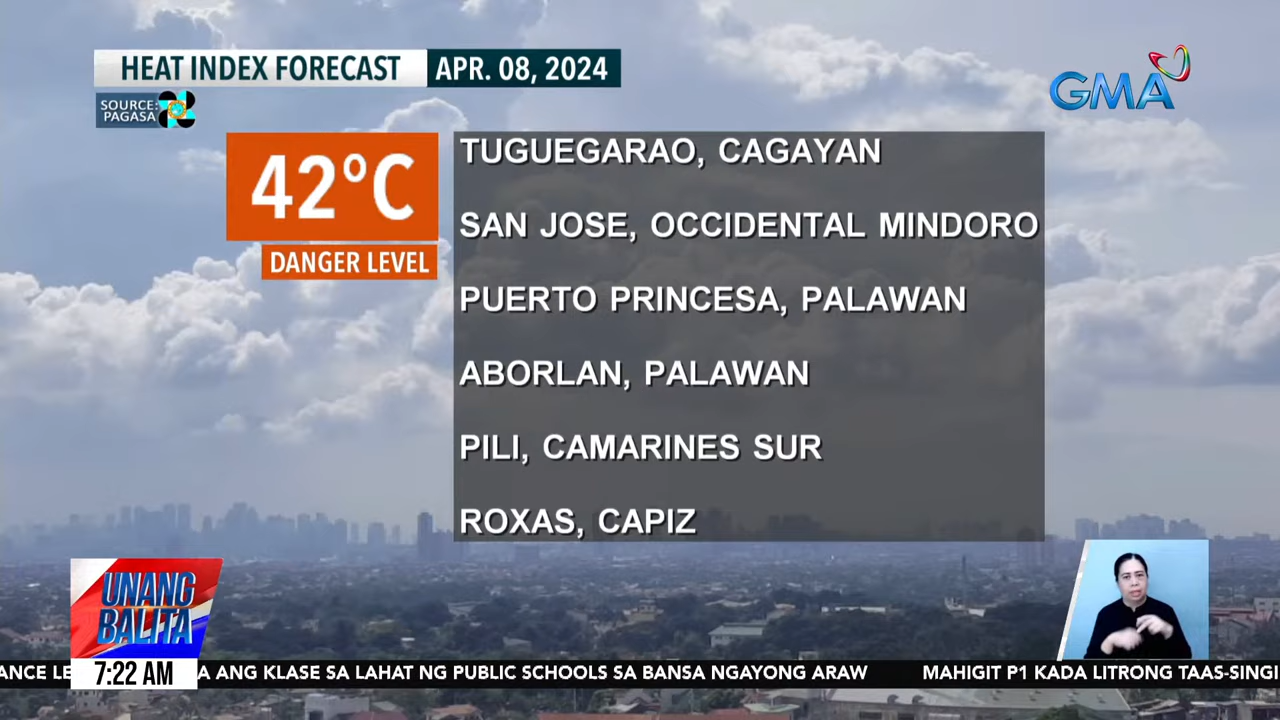 HEAT INDEX FORECAST APR. 08, 2024
SOURCE:
PAGASA
GMA
42°C
DANGER LEVEL
TUGUEGARAO, CAGAYAN
SAN JOSE, OCCIDENTAL MINDORO
PUERTO PRINCESA, PALAWAN
ABORLAN, PALAWAN
PILI, CAMARINES SUR
ROXAS, CAPIZ
UNANG
BALITA
7:22 AM
ANCE LE A ANG KLASE SA LAHAT NG PUBLIC SCHOOLS SA BANSA NGAYONG ARAW MAHIGIT P1 KADA LITRONG TAAS-SINGI